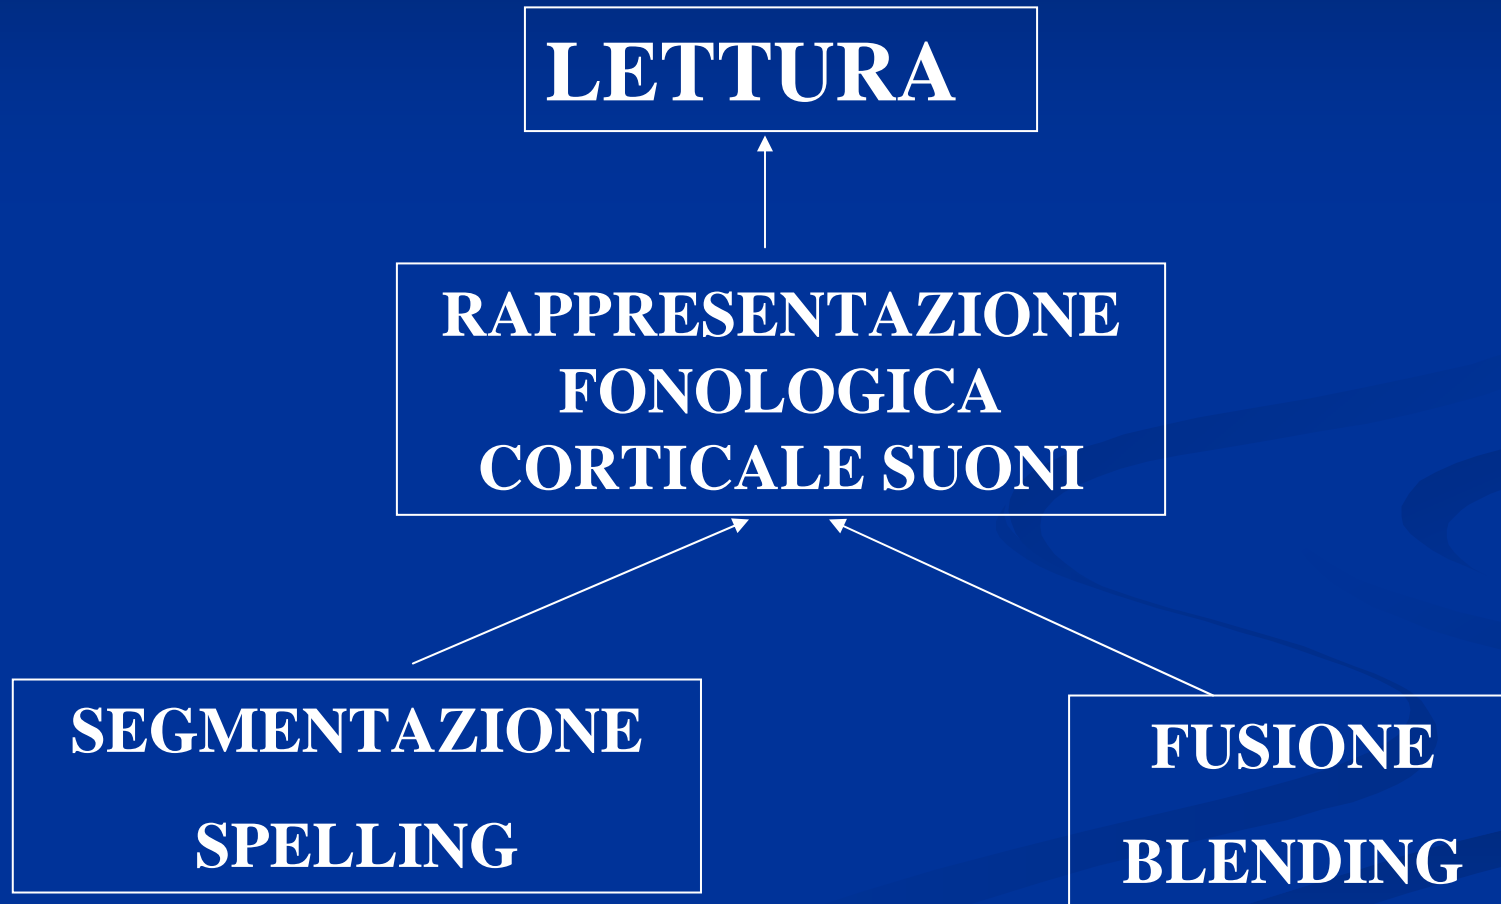 LETTURA
RAPPRESENTAZIONE
FONOLOGICA
CORTICALE SUONI
SEGMENTAZIONE
SPELLING
FUSIONE
BLENDING